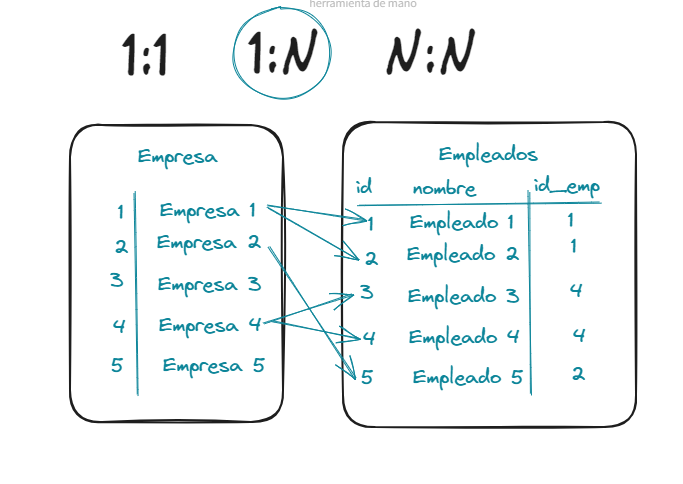 herramienta de mano
1:1 1:N N:N
Empresa
1 Empresa 1
2 Empresa 2
3 Empresa 3
4 Empresa 4
5 Empresa 5
Empleados
id nombre id_emp
1 Empleado 1 1
2 Empleado 2 1
3 Empleado 3 4
4 Empleado 4 4
5 Empleado 5 2